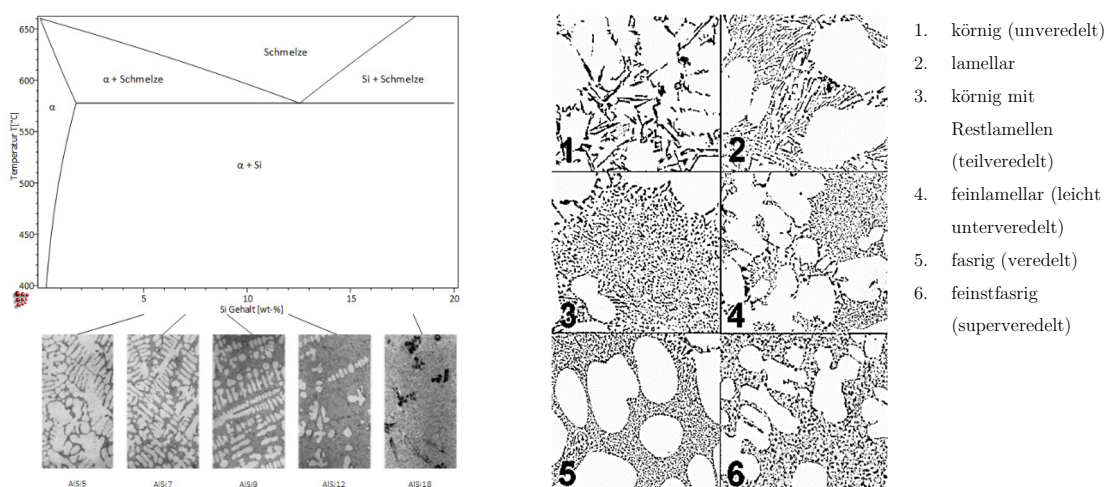 650
600
550
500
450
400
Temperatur T[°C]
Schmelze
α + Schmelze
Si + Schmelze
α
α + Si
5
10
15
20
Si Gehalt [wt-%]
AlSi5
AlSi7
AlSi9
AlSi12
AlSi18
1
2
3
4
5
6
1. körnig (unveredelt)
2. lamellar
3. körnig mit
Restlamellen
(teilveredelt)
4. feinlamellar (leicht
unterveredelt)
5. fasrig (veredelt)
6. feinstfasrig
(superveredelt)